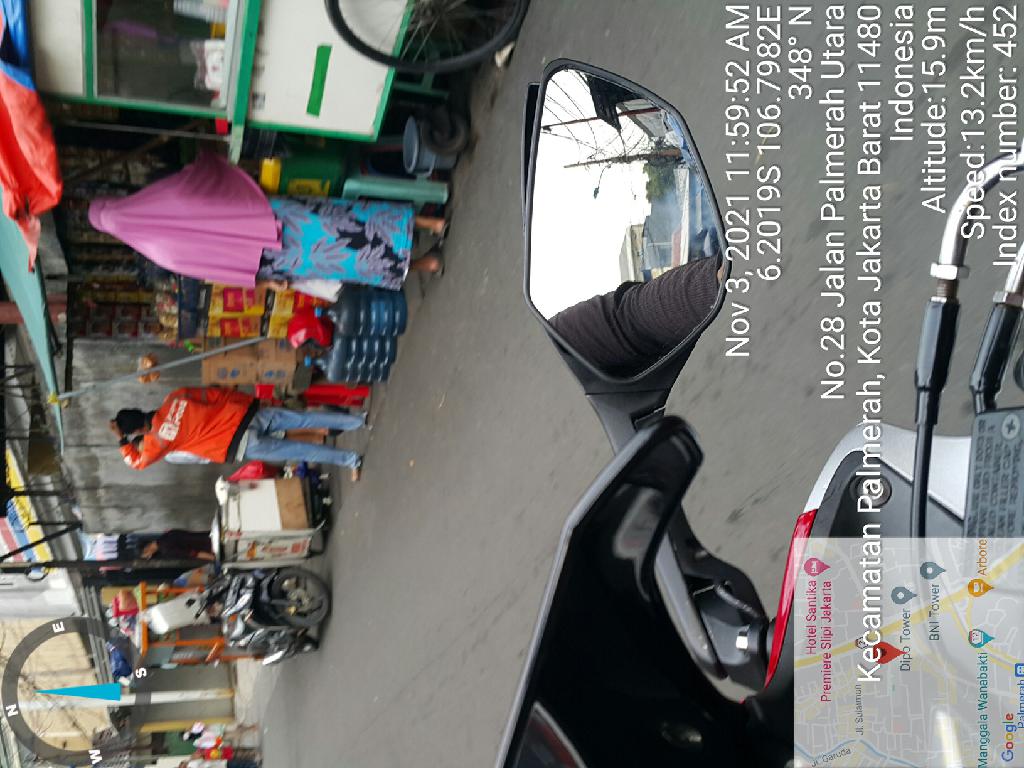 N
E
W
S
Nov 3, 2021 11:59:52 AM
6.2019S 106.7982E
348° N
No.28 Jalan Palmerah Utara
Kecamatan Palmerah, Kota Jakarta Barat 11480
Indonesia
Altitude:15.9m
Speed:13.2km/h
Index number: 452
Hotel Santika
Premiere Slipi Jakarta
Jl. Sulaiman
Dipo Tower
BNI Tower
Manggala Wanabakti
Arbore
Google
Palmerah